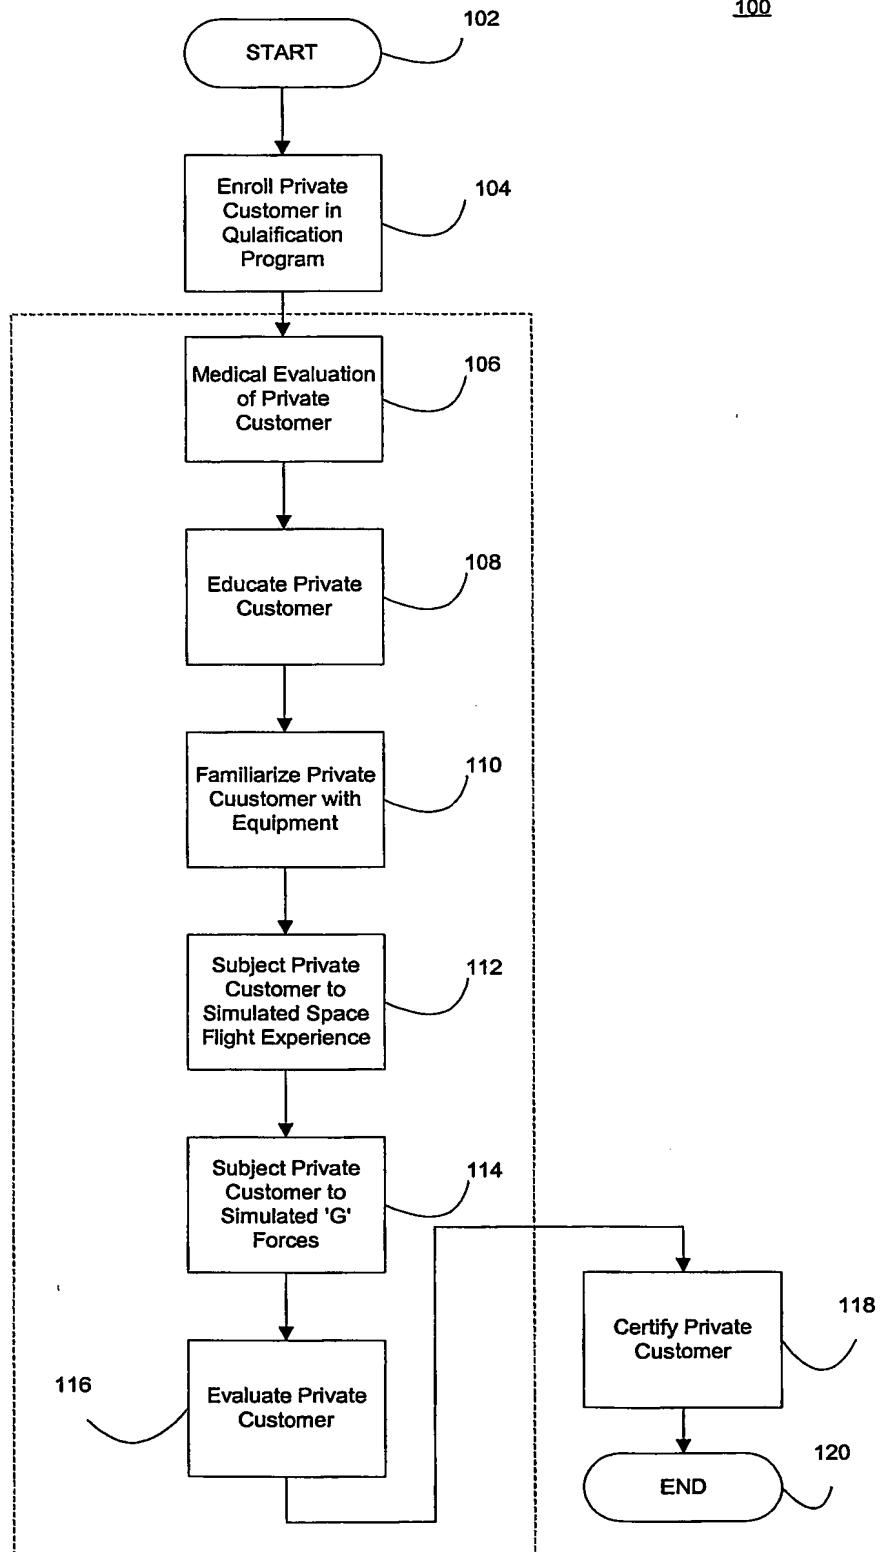 100
START
102
Enroll Private
Customer in
Qulaification
Program
104
Medical Evaluation
of Private
Customer
106
Educate Private
Customer
108
Familiarize Private
Cuustomer with
Equipment
110
Subject Private
Customer to
Simulated Space
Flight Experience
112
Subject Private
Customer to
Simulated 'G'
Forces
114
Evaluate Private
Customer
116
Certify Private
Customer
118
END
120